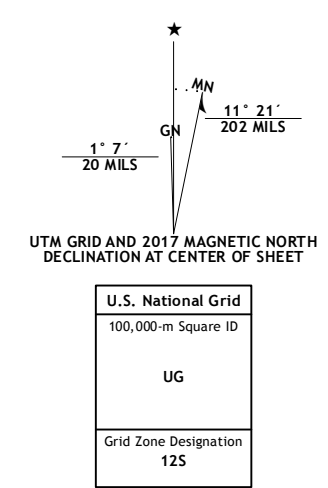 ★
MN
11° 21´
202 MILS
GN
1° 7´
20 MILS
UTM GRID AND 2017 MAGNETIC NORTH
DECLINATION AT CENTER OF SHEET
U.S. National Grid
100,000-m Square ID
UG
Grid Zone Designation
12S